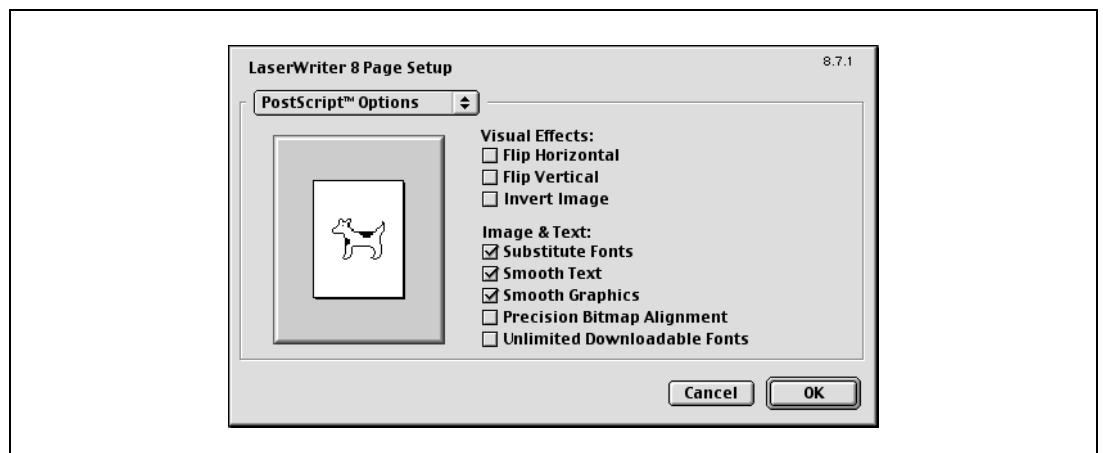 LaserWriter 8 Page Setup
8.7.1
PostScript™ Options
Visual Effects:
Flip Horizontal
Flip Vertical
Invert Image
Image & Text:
Substitute Fonts
Smooth Text
Smooth Graphics
Precision Bitmap Alignment
Unlimited Downloadable Fonts
Cancel
OK